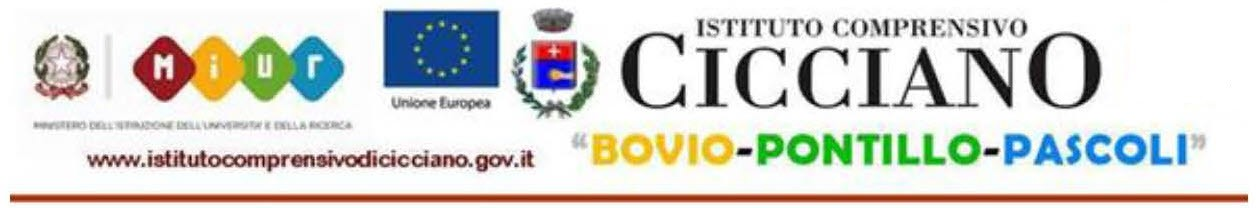 MiUr
MINISTERO DELL'ISTRUZIONE DELL'UNIVERSITA' E DELLA RICERCA
Unione Europea
www.istitutocomprensivodicicciano.gov.it
ISTITUTO COMPRENSIVO
CICCIANO
“BOVIO-PONTILLO-PASCOLI”